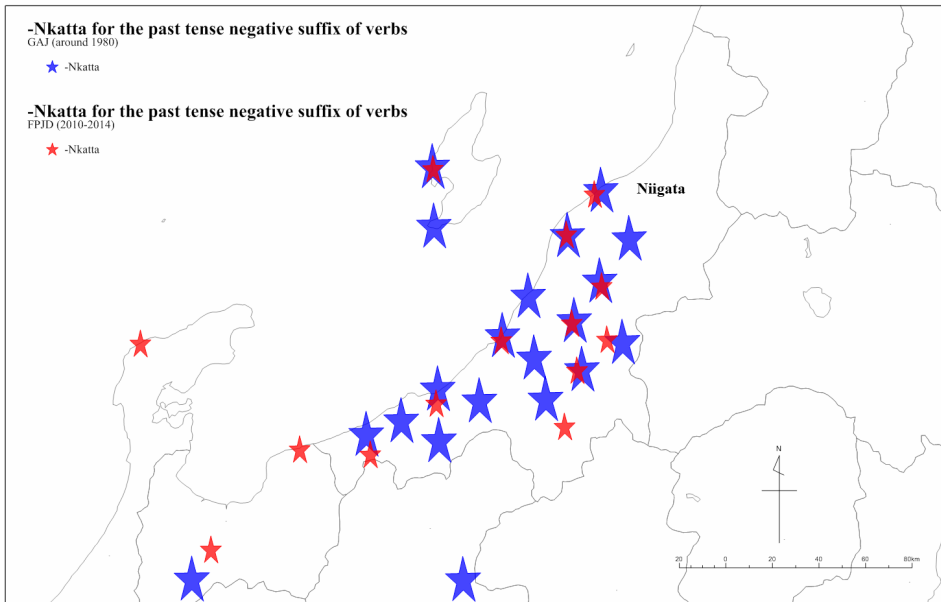 -Nkatta for the past tense negative suffix of verbs
GAJ (around 1980)
-Nkatta
-Nkatta for the past tense negative suffix of verbs
FPJD (2010-2014)
-Nkatta
Niigata
N
20 0 20 40 60 80km